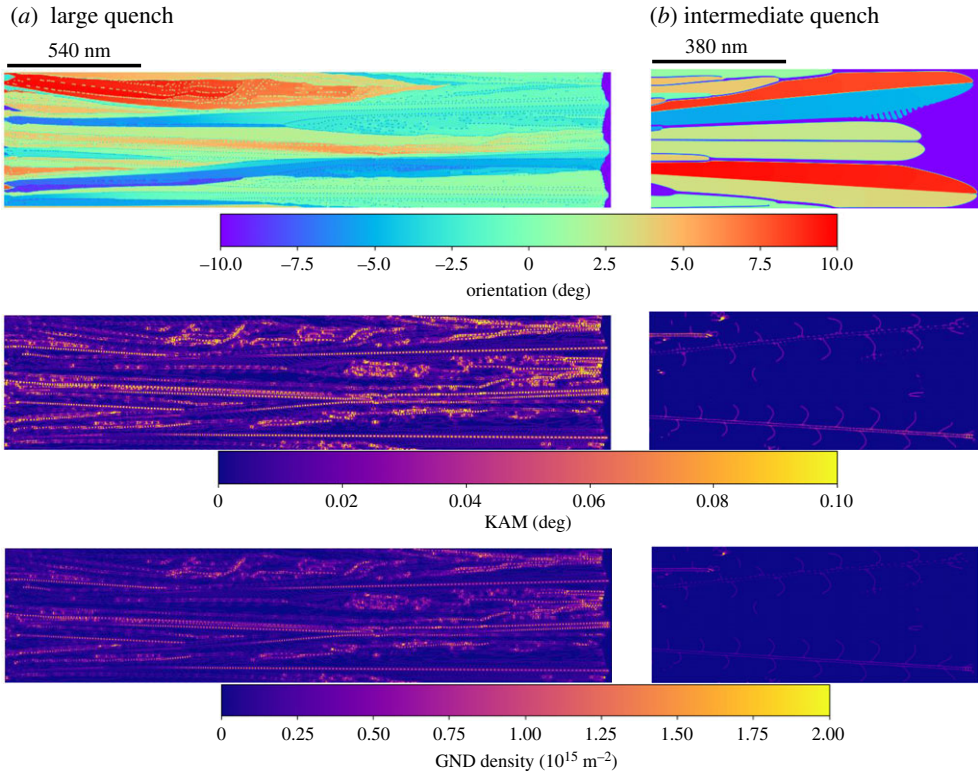 (a) large quench
(b) intermediate quench
540 nm
380 nm
–10.0 –7.5 –5.0 –2.5 0 2.5 5.0 7.5 10.0
orientation (deg)
0 0.02 0.04 0.06 0.08 0.10
KAM (deg)
0 0.25 0.50 0.75 1.00 1.25 1.50 1.75 2.00
GND density (10¹⁵ m⁻²)